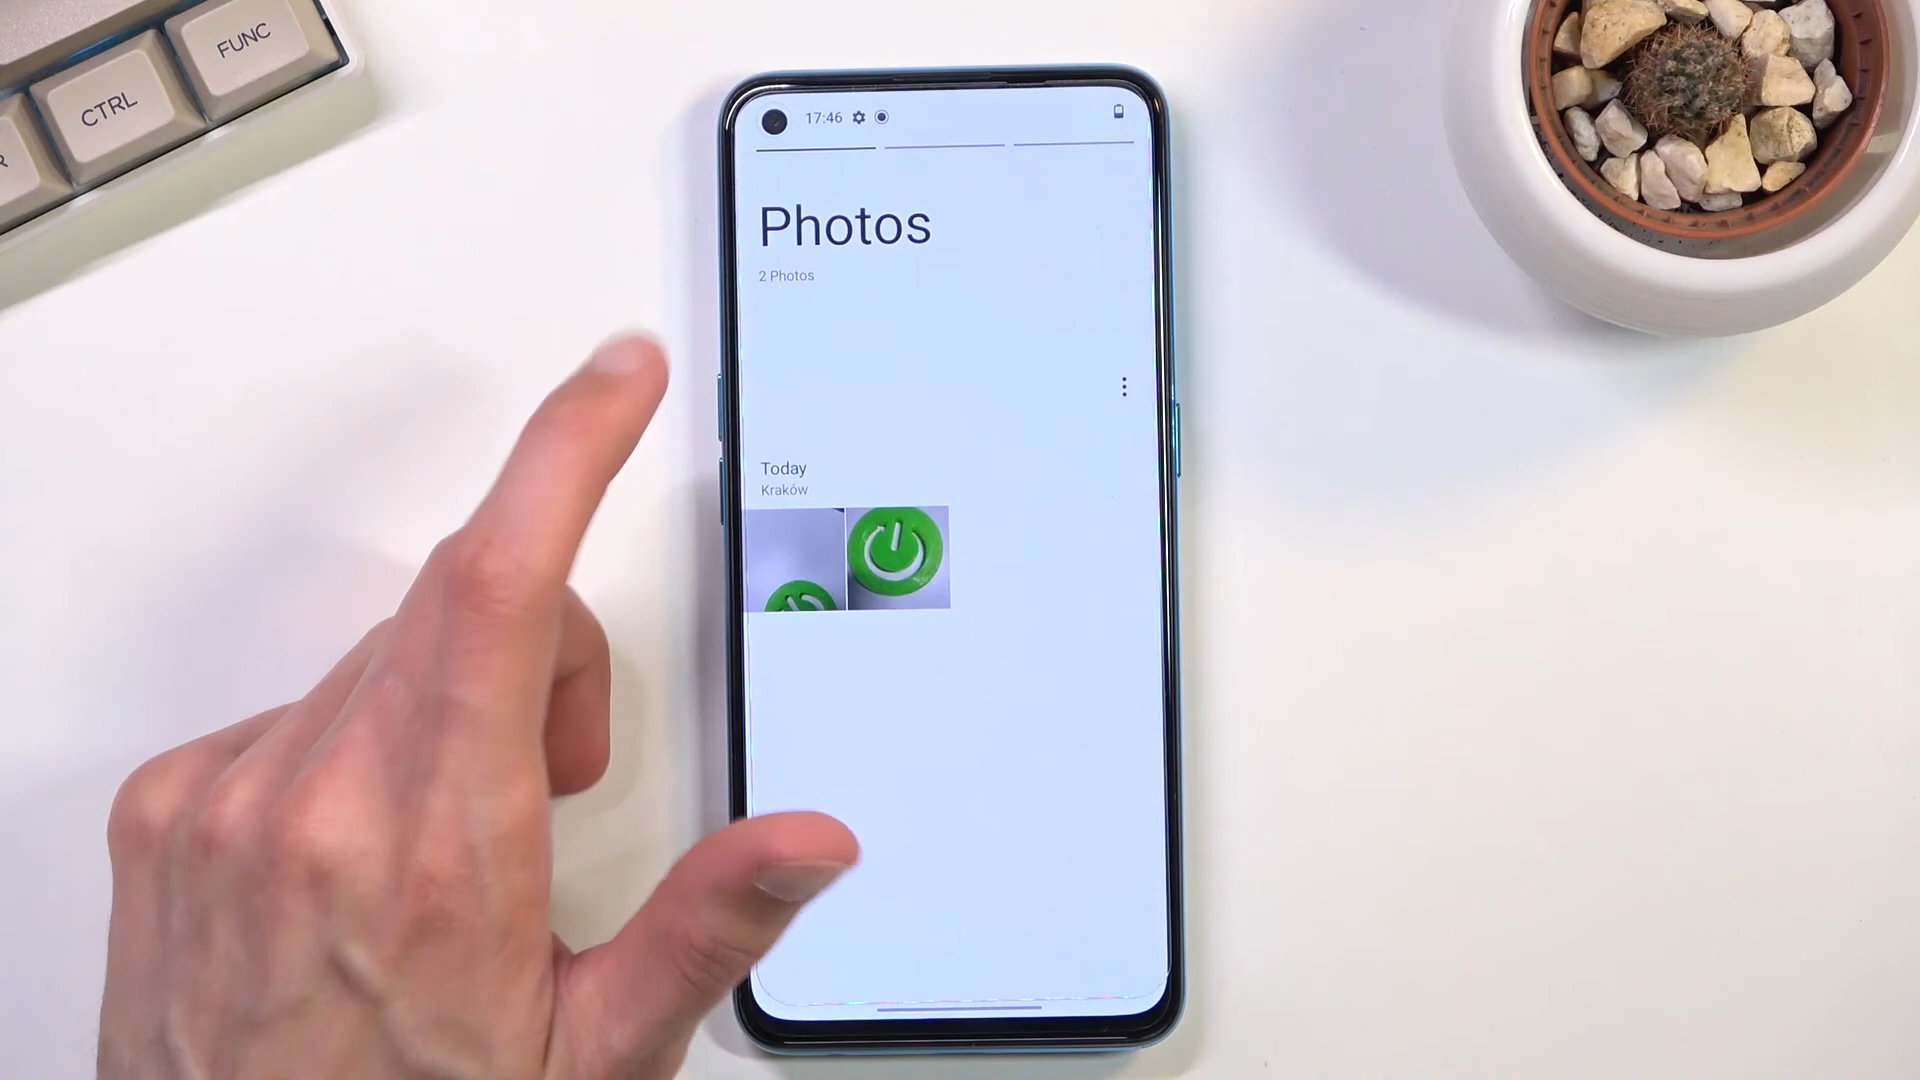 FUNC
CTRL
R
17:46
Photos
2 Photos
Today
Kraków